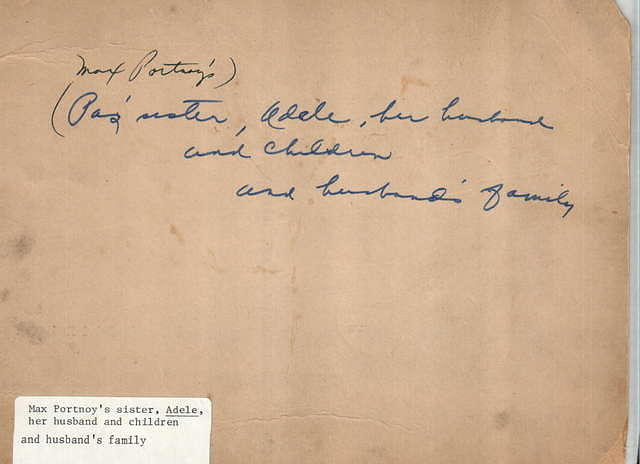 Max Portnoy's)
(Pa's sister, Adele, her husband
and children
and husband's family
Max Portnoy's sister, Adele,
her husband and children
and husband's family